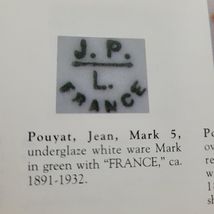 J.P.
L.
FRANCE
Pouyat, Jean, Mark 5,
underglaze white ware Mark
in green with "FRANCE," ca.
1891-1932.